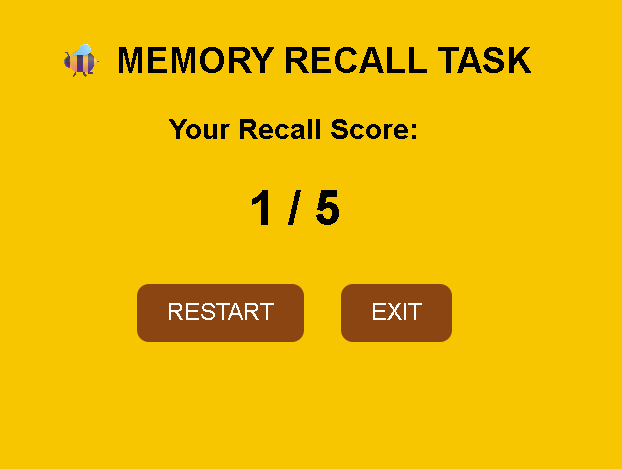 MEMORY RECALL TASK
Your Recall Score:
1 / 5
RESTART
EXIT